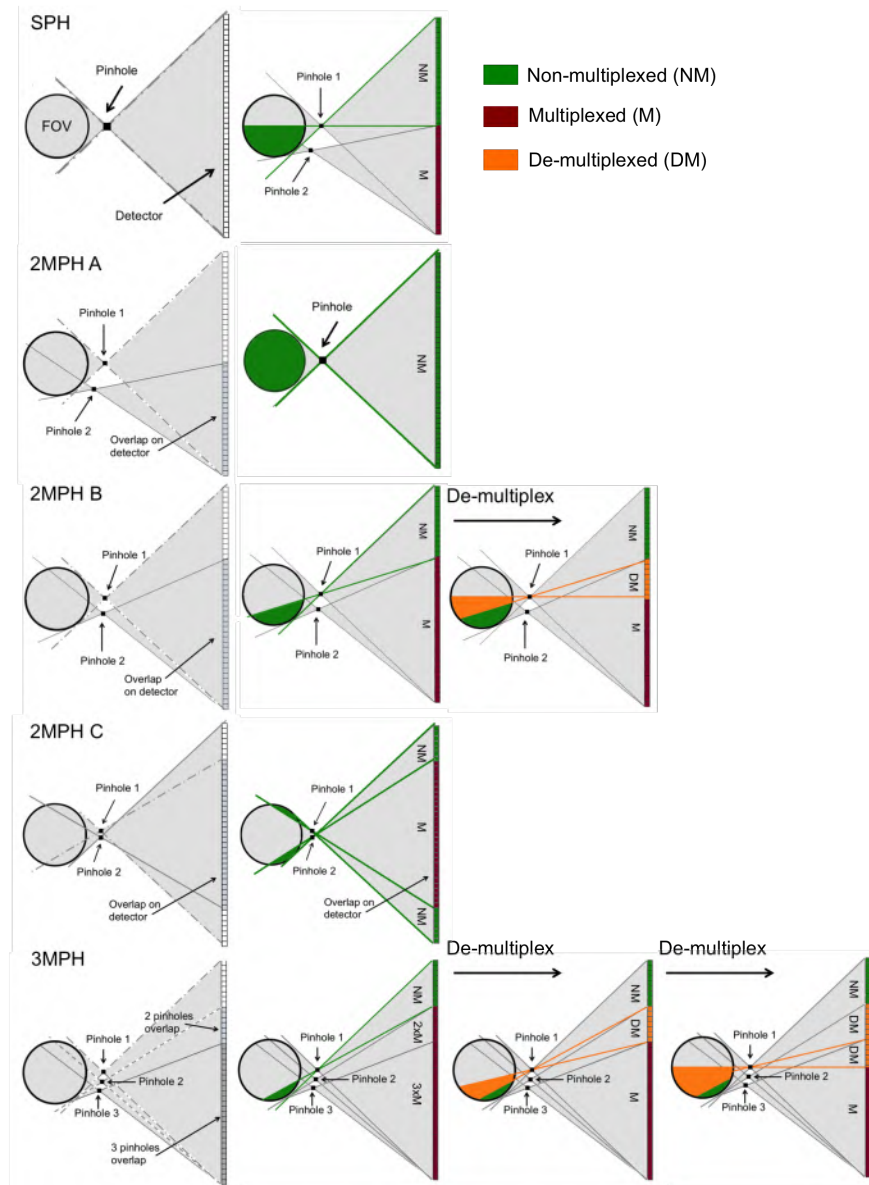 SPH
Pinhole
FOV
Detector
Pinhole 1
Pinhole 2
NM
M
Non-multiplexed (NM)
Multiplexed (M)
De-multiplexed (DM)
2MPH A
Pinhole 1
Pinhole 2
Overlap on
detector
Pinhole
NM
2MPH B
Pinhole 1
Pinhole 2
Overlap
on detector
Pinhole 1
Pinhole 2
NM
M
De-multiplex
Pinhole 1
Pinhole 2
NM
DM
M
2MPH C
Pinhole 1
Pinhole 2
Overlap on
detector
Pinhole 1
Pinhole 2
Overlap on
detector
NM
M
NM
3MPH
2 pinholes
overlap
Pinhole 1
Pinhole 2
Pinhole 3
3 pinholes
overlap
Pinhole 1
Pinhole 2
Pinhole 3
NM
2xM
3xM
De-multiplex
Pinhole 1
Pinhole 2
Pinhole 3
NM
DM
M
De-multiplex
Pinhole 1
Pinhole 2
Pinhole 3
NM
DM
DM
M